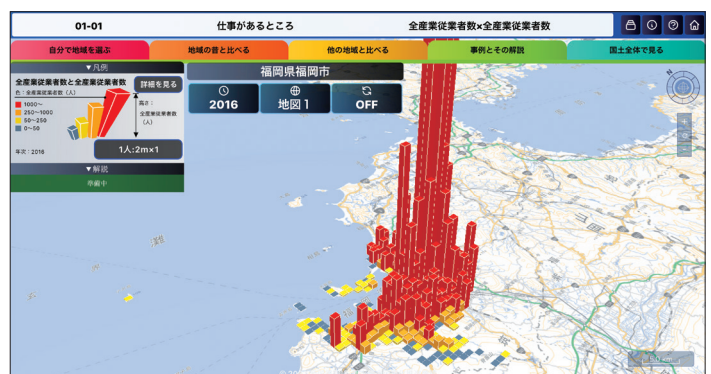 01-01
仕事があるところ
全産業従業者数×全産業従業者数
自分で地域を選ぶ
地域の昔と比べる
他の地域と比べる
事例とその解説
国土全体で見る
▼凡例
全産業従業者数と全産業従業者数
詳細を見る
色：全産業従業者数（人）
1000〜
250〜1000
50〜250
0〜50
高さ：
全産業従業者数
（人）
年次：2016
1人:2m×1
▼解説
準備中
福岡県福岡市
2016
地図1
OFF
N